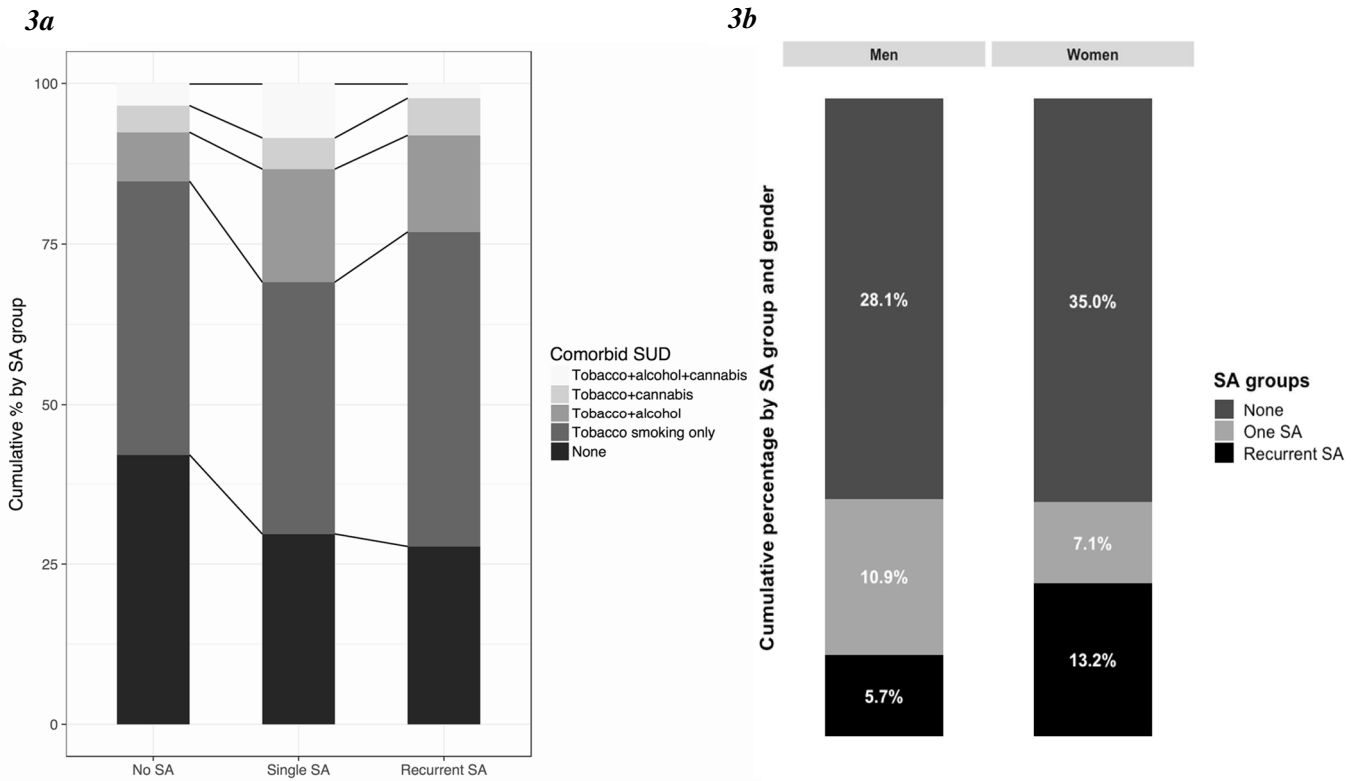 3a
Cumulative % by SA group
100
75
50
25
0
No SA
Single SA
Recurrent SA
Comorbid SUD
Tobacco+alcohol+cannabis
Tobacco+cannabis
Tobacco+alcohol
Tobacco smoking only
None
3b
Cumulative percentage by SA group and gender
Men
Women
28.1%
35.0%
10.9%
7.1%
5.7%
13.2%
SA groups
None
One SA
Recurrent SA